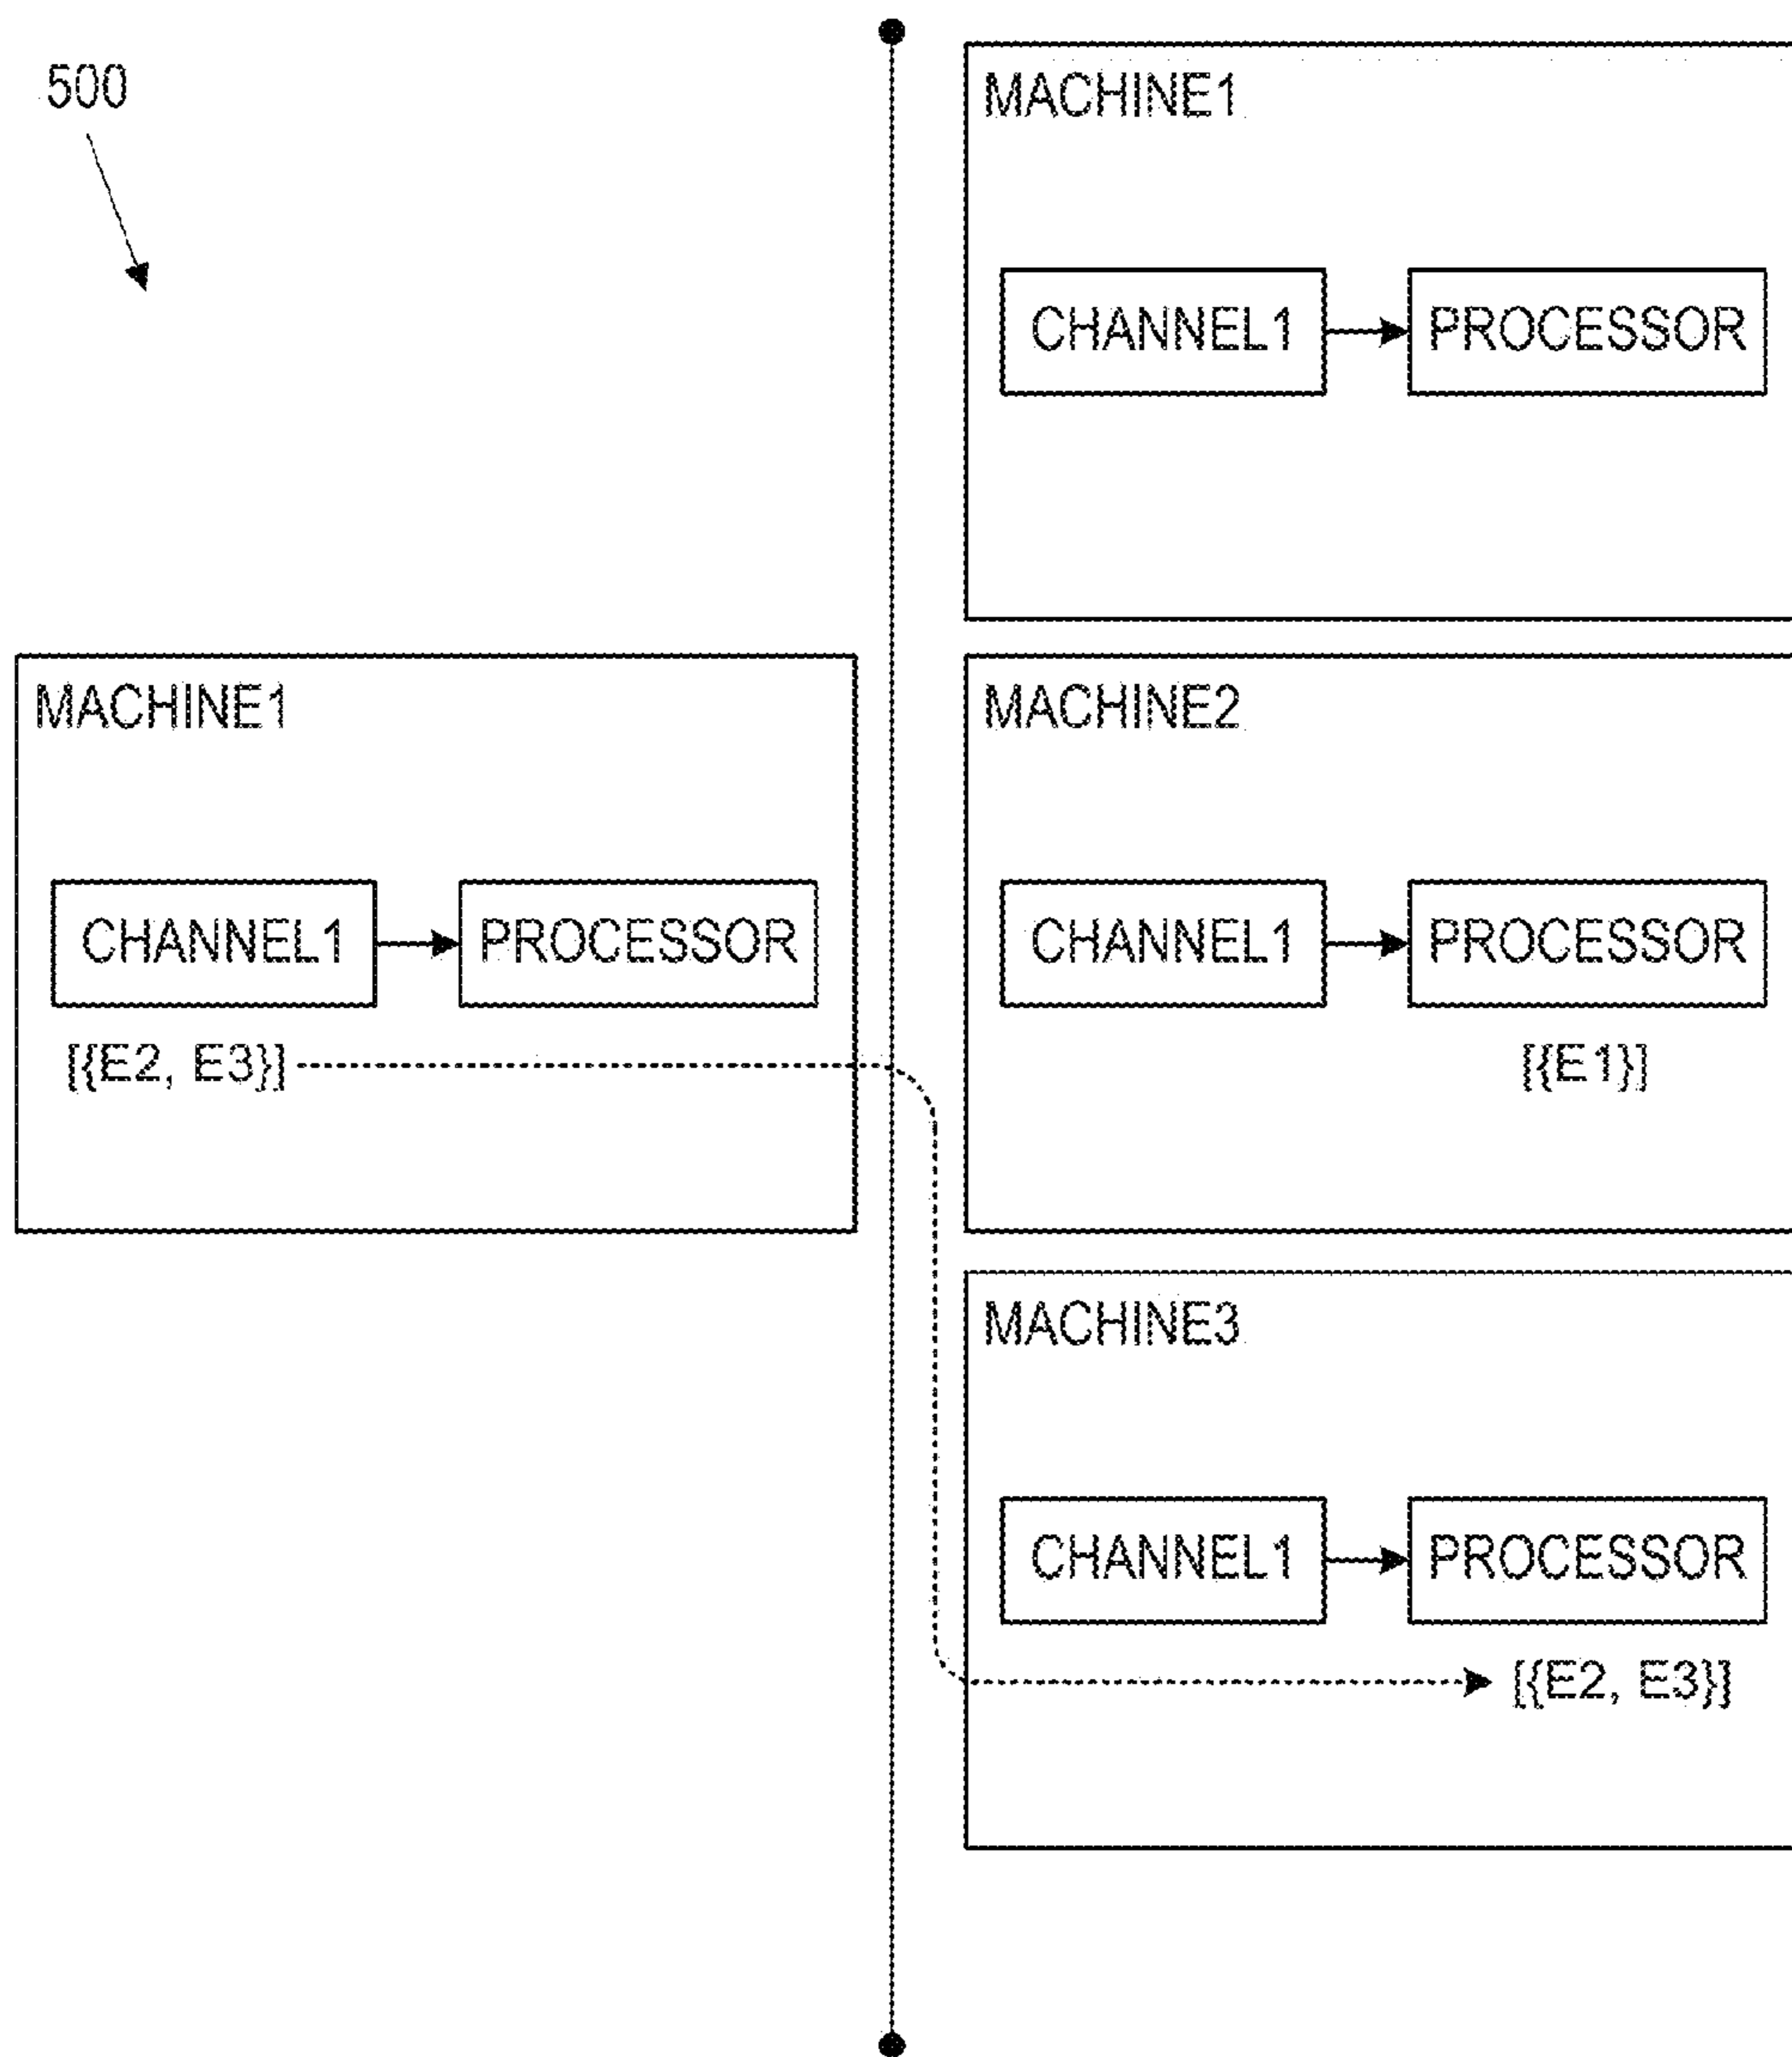 500
MACHINE1
CHANNEL1
PROCESSOR
[{E2, E3}]
MACHINE1
CHANNEL1
PROCESSOR
MACHINE2
CHANNEL1
PROCESSOR
[{E1}]
MACHINE3
CHANNEL1
PROCESSOR
[{E2, E3}]